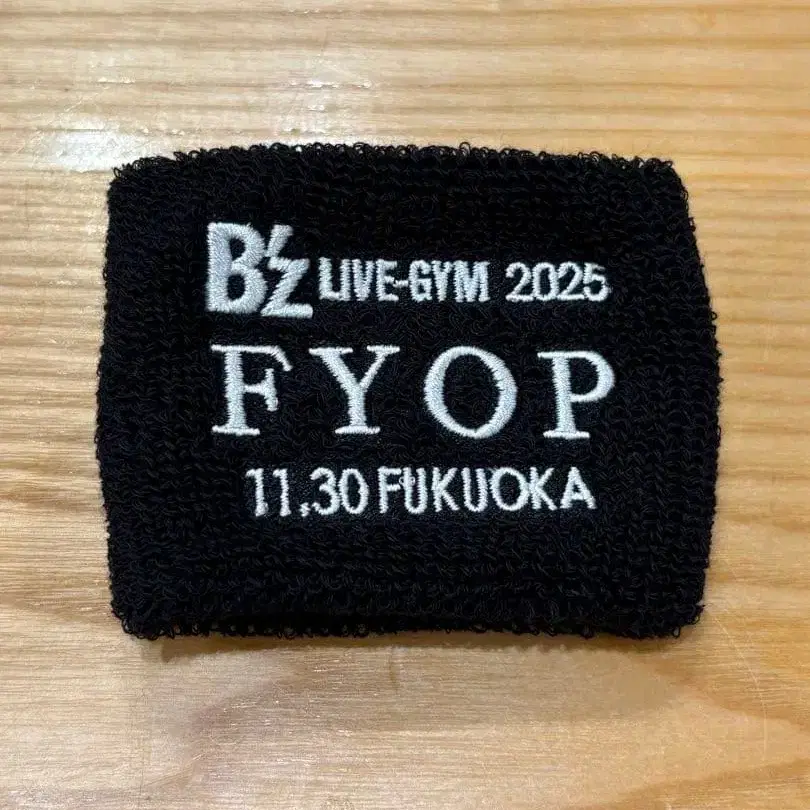 B'z LIVE-GYM 2025
FYOP
11.30 FUKUOKA